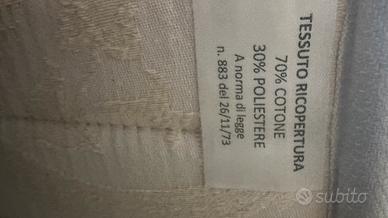 TESSUTO RICOPERTURA
70% COTONE
30% POLIESTERE
A norma di legge
n. 883 del 26/11/73
subito